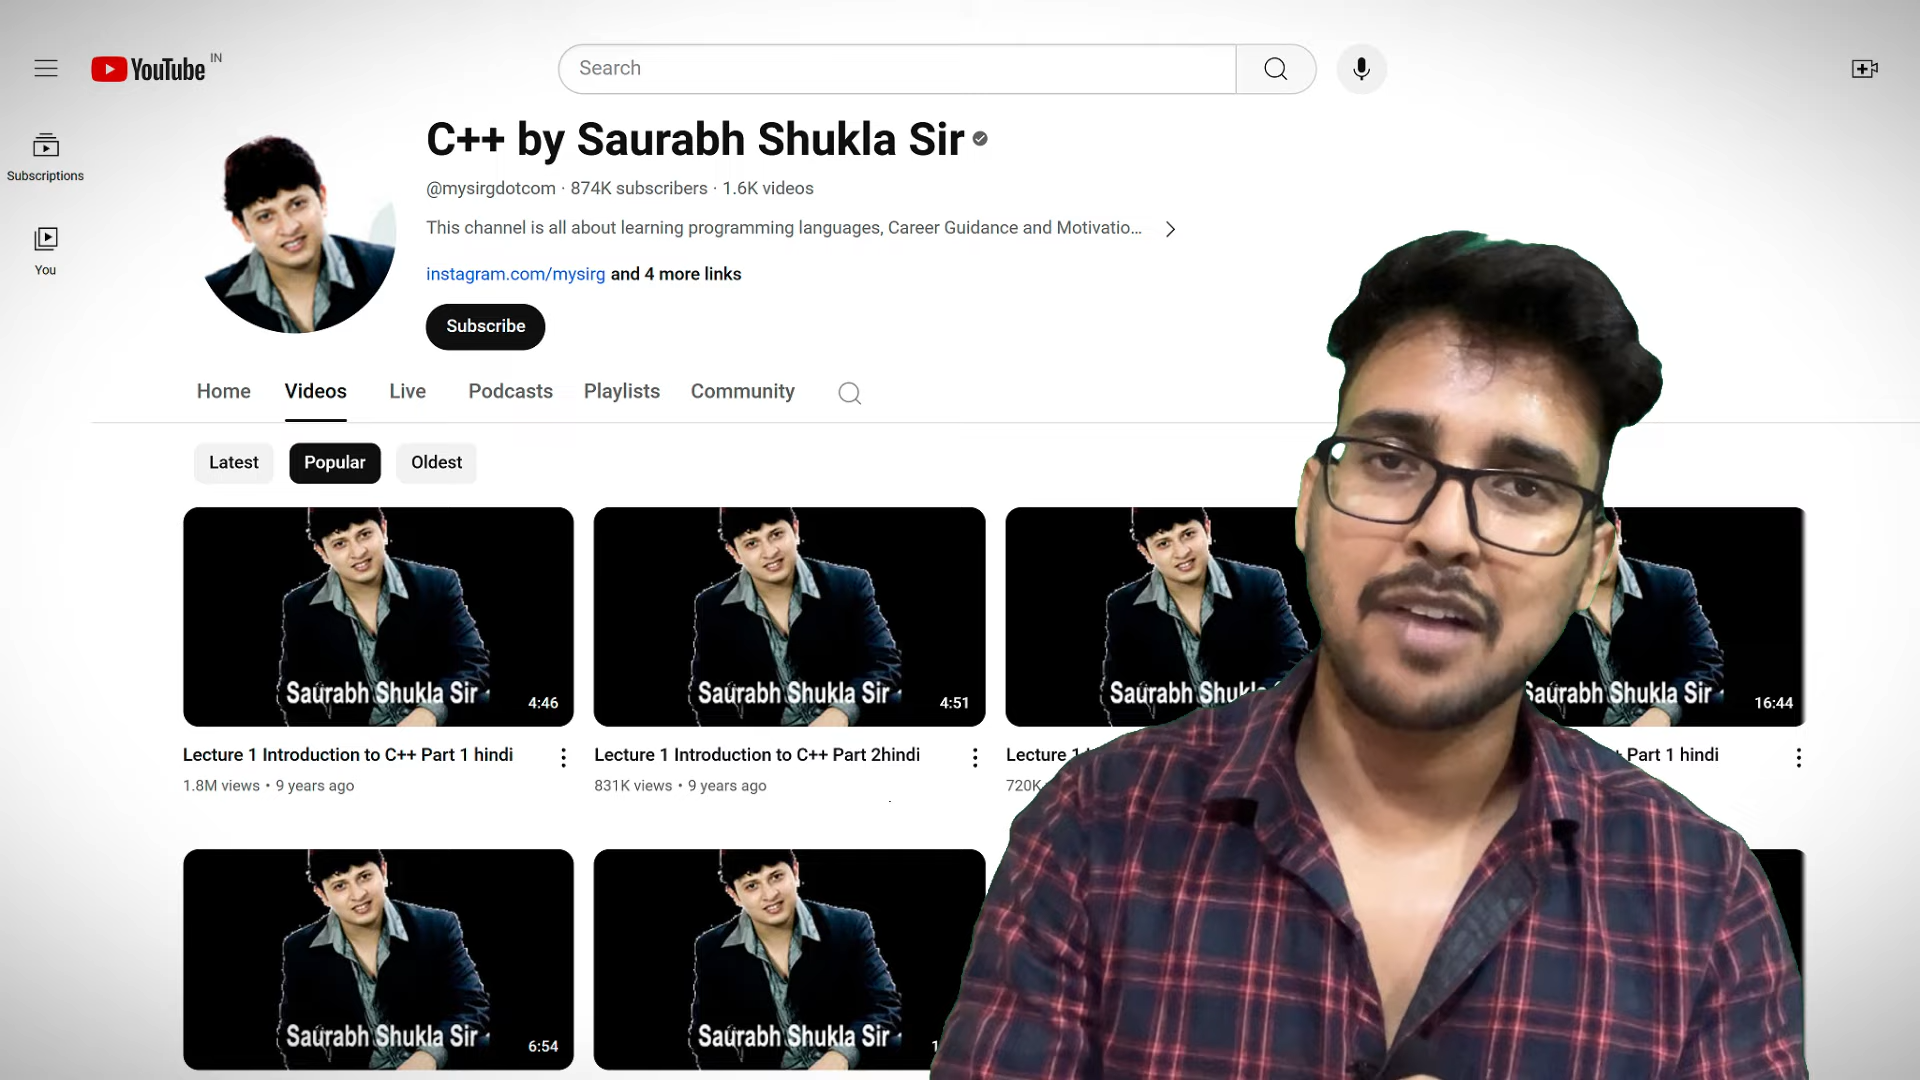 YouTube IN
Search
Subscriptions
You
C++ by Saurabh Shukla Sir
@mysirgdotcom · 874K subscribers · 1.6K videos
This channel is all about learning programming languages, Career Guidance and Motivatio...
instagram.com/mysirg and 4 more links
Subscribe
Home Videos Live Podcasts Playlists Community
Latest Popular Oldest
Saurabh Shukla Sir 4:46
Saurabh Shukla Sir 4:51
Saurabh
Saurabh Shukla Sir 16:44
Lecture 1 Introduction to C++ Part 1 hindi
1.8M views • 9 years ago
Lecture 1 Introduction to C++ Part 2hindi
831K views • 9 years ago
Lecture 1
720K
Part 1 hindi
Saurabh Shukla Sir 6:54
Saurabh Shukla Sir